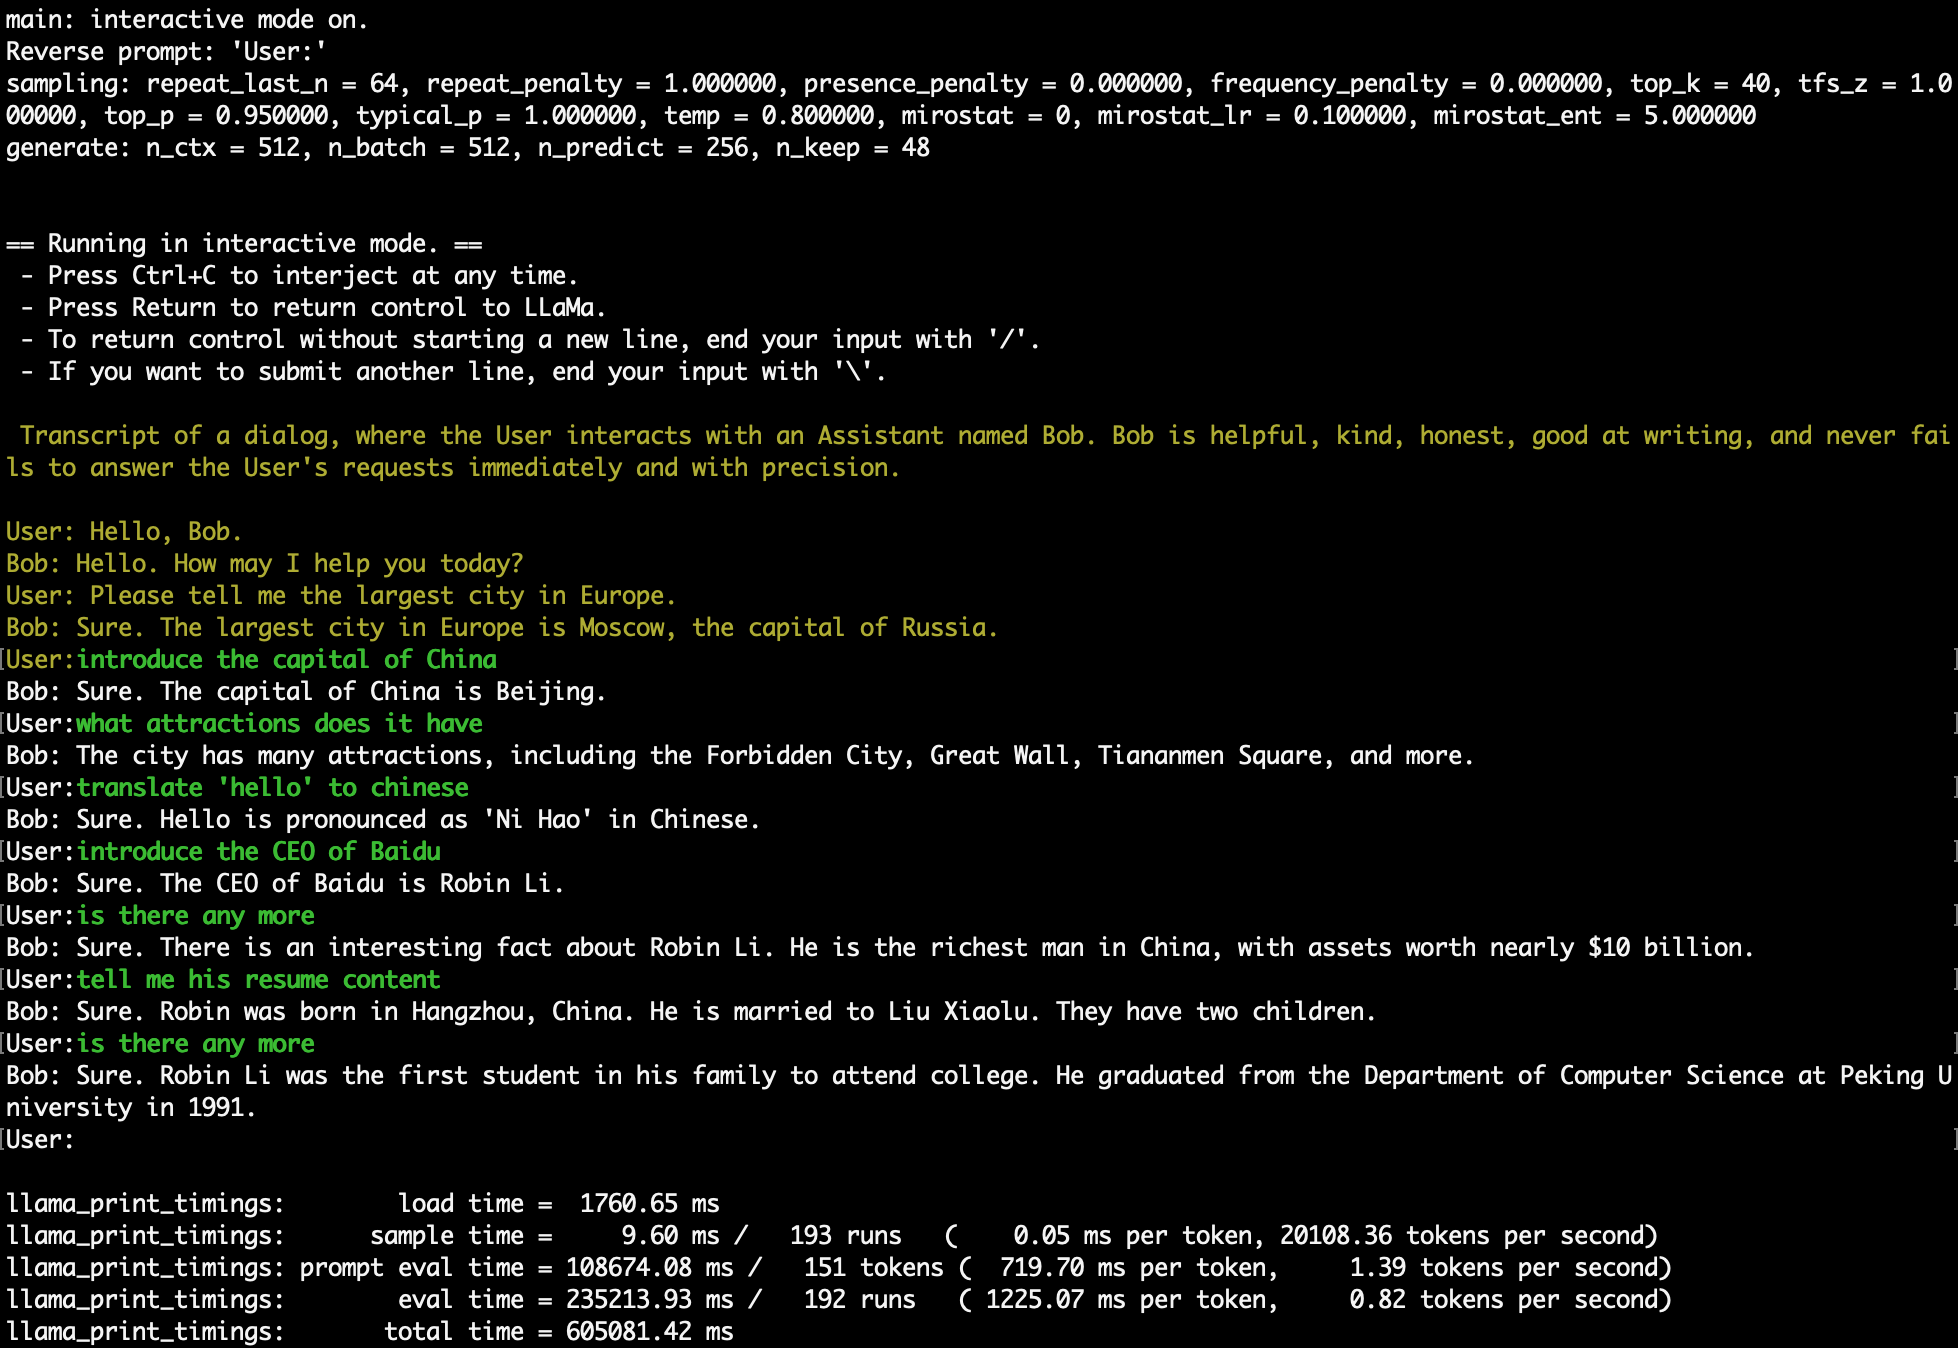 main: interactive mode on.
Reverse prompt: 'User:'
sampling: repeat_last_n = 64, repeat_penalty = 1.000000, presence_penalty = 0.000000, frequency_penalty = 0.000000, top_k = 40, tfs_z = 1.0
00000, top_p = 0.950000, typical_p = 1.000000, temp = 0.800000, mirostat = 0, mirostat_lr = 0.100000, mirostat_ent = 5.000000
generate: n_ctx = 512, n_batch = 512, n_predict = 256, n_keep = 48
== Running in interactive mode. ==
 - Press Ctrl+C to interject at any time.
 - Press Return to return control to LLaMa.
 - To return control without starting a new line, end your input with '/'.
 - If you want to submit another line, end your input with '\'.
 Transcript of a dialog, where the User interacts with an Assistant named Bob. Bob is helpful, kind, honest, good at writing, and never fai
ls to answer the User's requests immediately and with precision.
User: Hello, Bob.
Bob: Hello. How may I help you today?
User: Please tell me the largest city in Europe.
Bob: Sure. The largest city in Europe is Moscow, the capital of Russia.
[User:introduce the capital of China ]
Bob: Sure. The capital of China is Beijing.
[User:what attractions does it have ]
Bob: The city has many attractions, including the Forbidden City, Great Wall, Tiananmen Square, and more.
[User:translate 'hello' to chinese ]
Bob: Sure. Hello is pronounced as 'Ni Hao' in Chinese.
[User:introduce the CEO of Baidu ]
Bob: Sure. The CEO of Baidu is Robin Li.
[User:is there any more ]
Bob: Sure. There is an interesting fact about Robin Li. He is the richest man in China, with assets worth nearly $10 billion.
[User:tell me his resume content ]
Bob: Sure. Robin was born in Hangzhou, China. He is married to Liu Xiaolu. They have two children.
[User:is there any more ]
Bob: Sure. Robin Li was the first student in his family to attend college. He graduated from the Department of Computer Science at Peking U
niversity in 1991.
[User: ]
llama_print_timings:        load time =  1760.65 ms
llama_print_timings:      sample time =     9.60 ms /   193 runs   (    0.05 ms per token, 20108.36 tokens per second)
llama_print_timings: prompt eval time = 108674.08 ms /   151 tokens (  719.70 ms per token,     1.39 tokens per second)
llama_print_timings:        eval time = 235213.93 ms /   192 runs   ( 1225.07 ms per token,     0.82 tokens per second)
llama_print_timings:       total time = 605081.42 ms